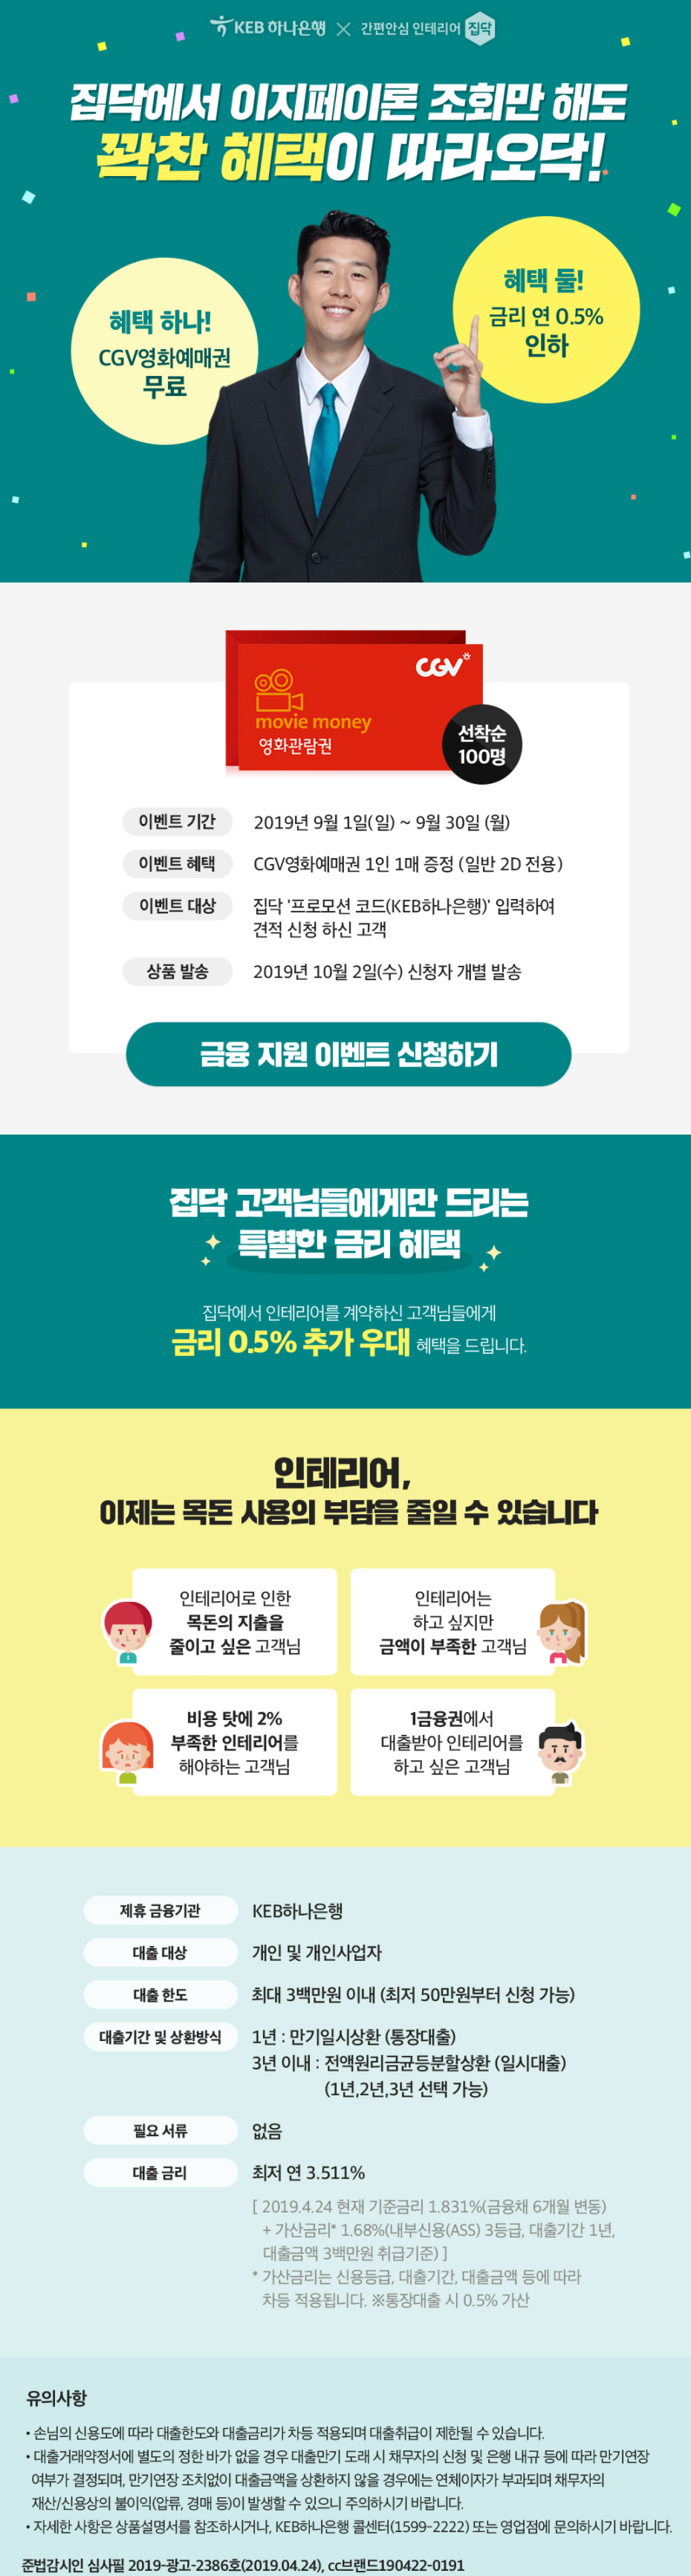 KEB 하나은행 × 간편안심 인테리어 집닥
집닥에서 이지페이론 조회만 해도
꽉찬 혜택이 따라오닥!
혜택 하나!
CGV영화예매권
무료
혜택 둘!
금리 연 0.5%
인하
CGV
movie money
영화관람권
선착순
100명
이벤트 기간 2019년 9월 1일(일) ~ 9월 30일 (월)
이벤트 혜택 CGV영화예매권 1인 1매 증정 (일반 2D 전용)
이벤트 대상 집닥 '프로모션 코드(KEB하나은행)' 입력하여
견적 신청 하신 고객
상품 발송 2019년 10월 2일(수) 신청자 개별 발송
금융 지원 이벤트 신청하기
집닥 고객님들에게만 드리는
특별한 금리 혜택
집닥에서 인테리어를 계약하신 고객님들에게
금리 0.5% 추가 우대 혜택을 드립니다.
인테리어,
이제는 목돈 사용의 부담을 줄일 수 있습니다
인테리어로 인한
목돈의 지출을
줄이고 싶은 고객님
인테리어는
하고 싶지만
금액이 부족한 고객님
비용 탓에 2%
부족한 인테리어를
해야하는 고객님
1금융권에서
대출받아 인테리어를
하고 싶은 고객님
제휴 금융기관 KEB하나은행
대출 대상 개인 및 개인사업자
대출 한도 최대 3백만원 이내 (최저 50만원부터 신청 가능)
대출기간 및 상환방식 1년 : 만기일시상환 (통장대출)
3년 이내 : 전액원리금균등분할상환 (일시대출)
(1년,2년,3년 선택 가능)
필요 서류 없음
대출 금리 최저 연 3.511%
[ 2019.4.24 현재 기준금리 1.831%(금융채 6개월 변동)
+ 가산금리* 1.68%(내부신용(ASS) 3등급, 대출기간 1년,
대출금액 3백만원 취급기준) ]
* 가산금리는 신용등급, 대출기간, 대출금액 등에 따라
차등 적용됩니다. ※통장대출 시 0.5% 가산
유의사항
• 손님의 신용도에 따라 대출한도와 대출금리가 차등 적용되며 대출취급이 제한될 수 있습니다.
• 대출거래약정서에 별도의 정한 바가 없을 경우 대출만기 도래 시 채무자의 신청 및 은행 내규 등에 따라 만기연장
여부가 결정되며, 만기연장 조치없이 대출금액을 상환하지 않을 경우에는 연체이자가 부과되며 채무자의
재산/신용상의 불이익(압류, 경매 등)이 발생할 수 있으니 주의하시기 바랍니다.
• 자세한 사항은 상품설명서를 참조하시거나, KEB하나은행 콜센터(1599-2222) 또는 영업점에 문의하시기 바랍니다.
준법감시인 심사필 2019-광고-2386호(2019.04.24), cc브랜드190422-0191